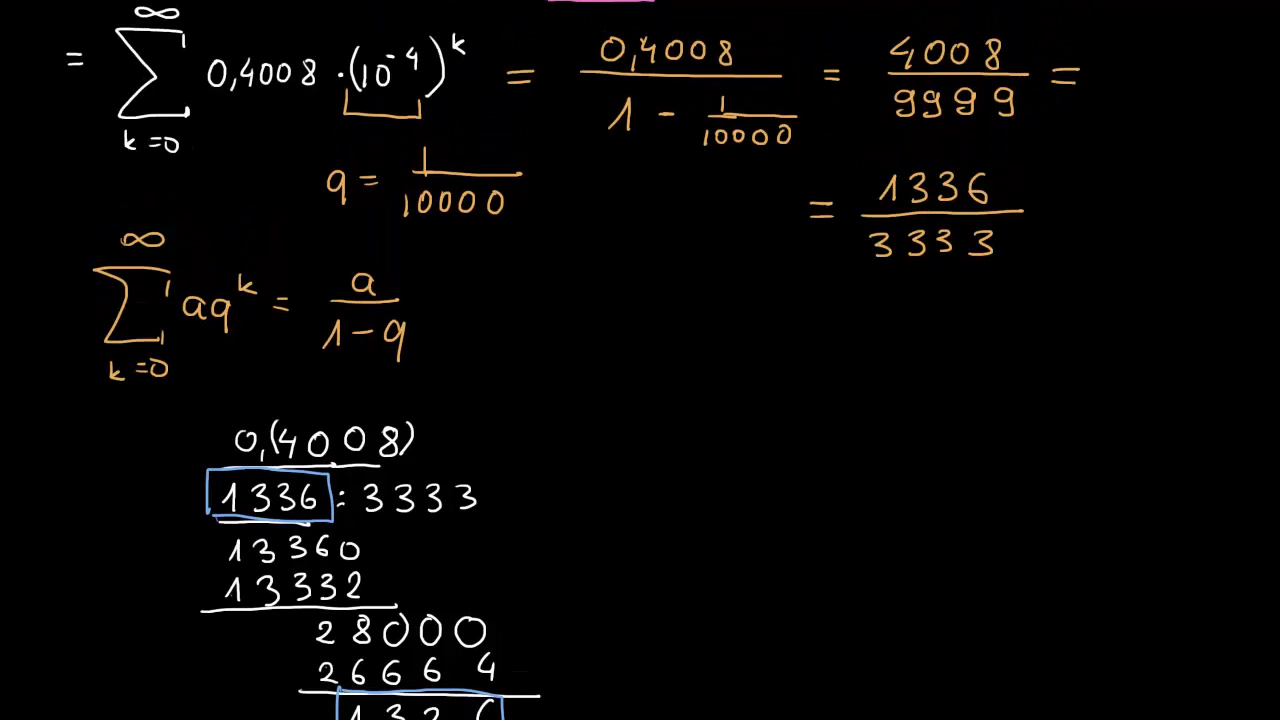 = ∞ ∑ k=0 0,4008 · (10⁻⁴)ᵏ = 0,4008 / (1 - 1/10000) = 4008/9999 =
q = 1/10000
= 1336/3333
∞ ∑ k=0 aqᵏ = a/(1-q)
0,(4008)
1336 : 3333
13360
13332
28000
26664